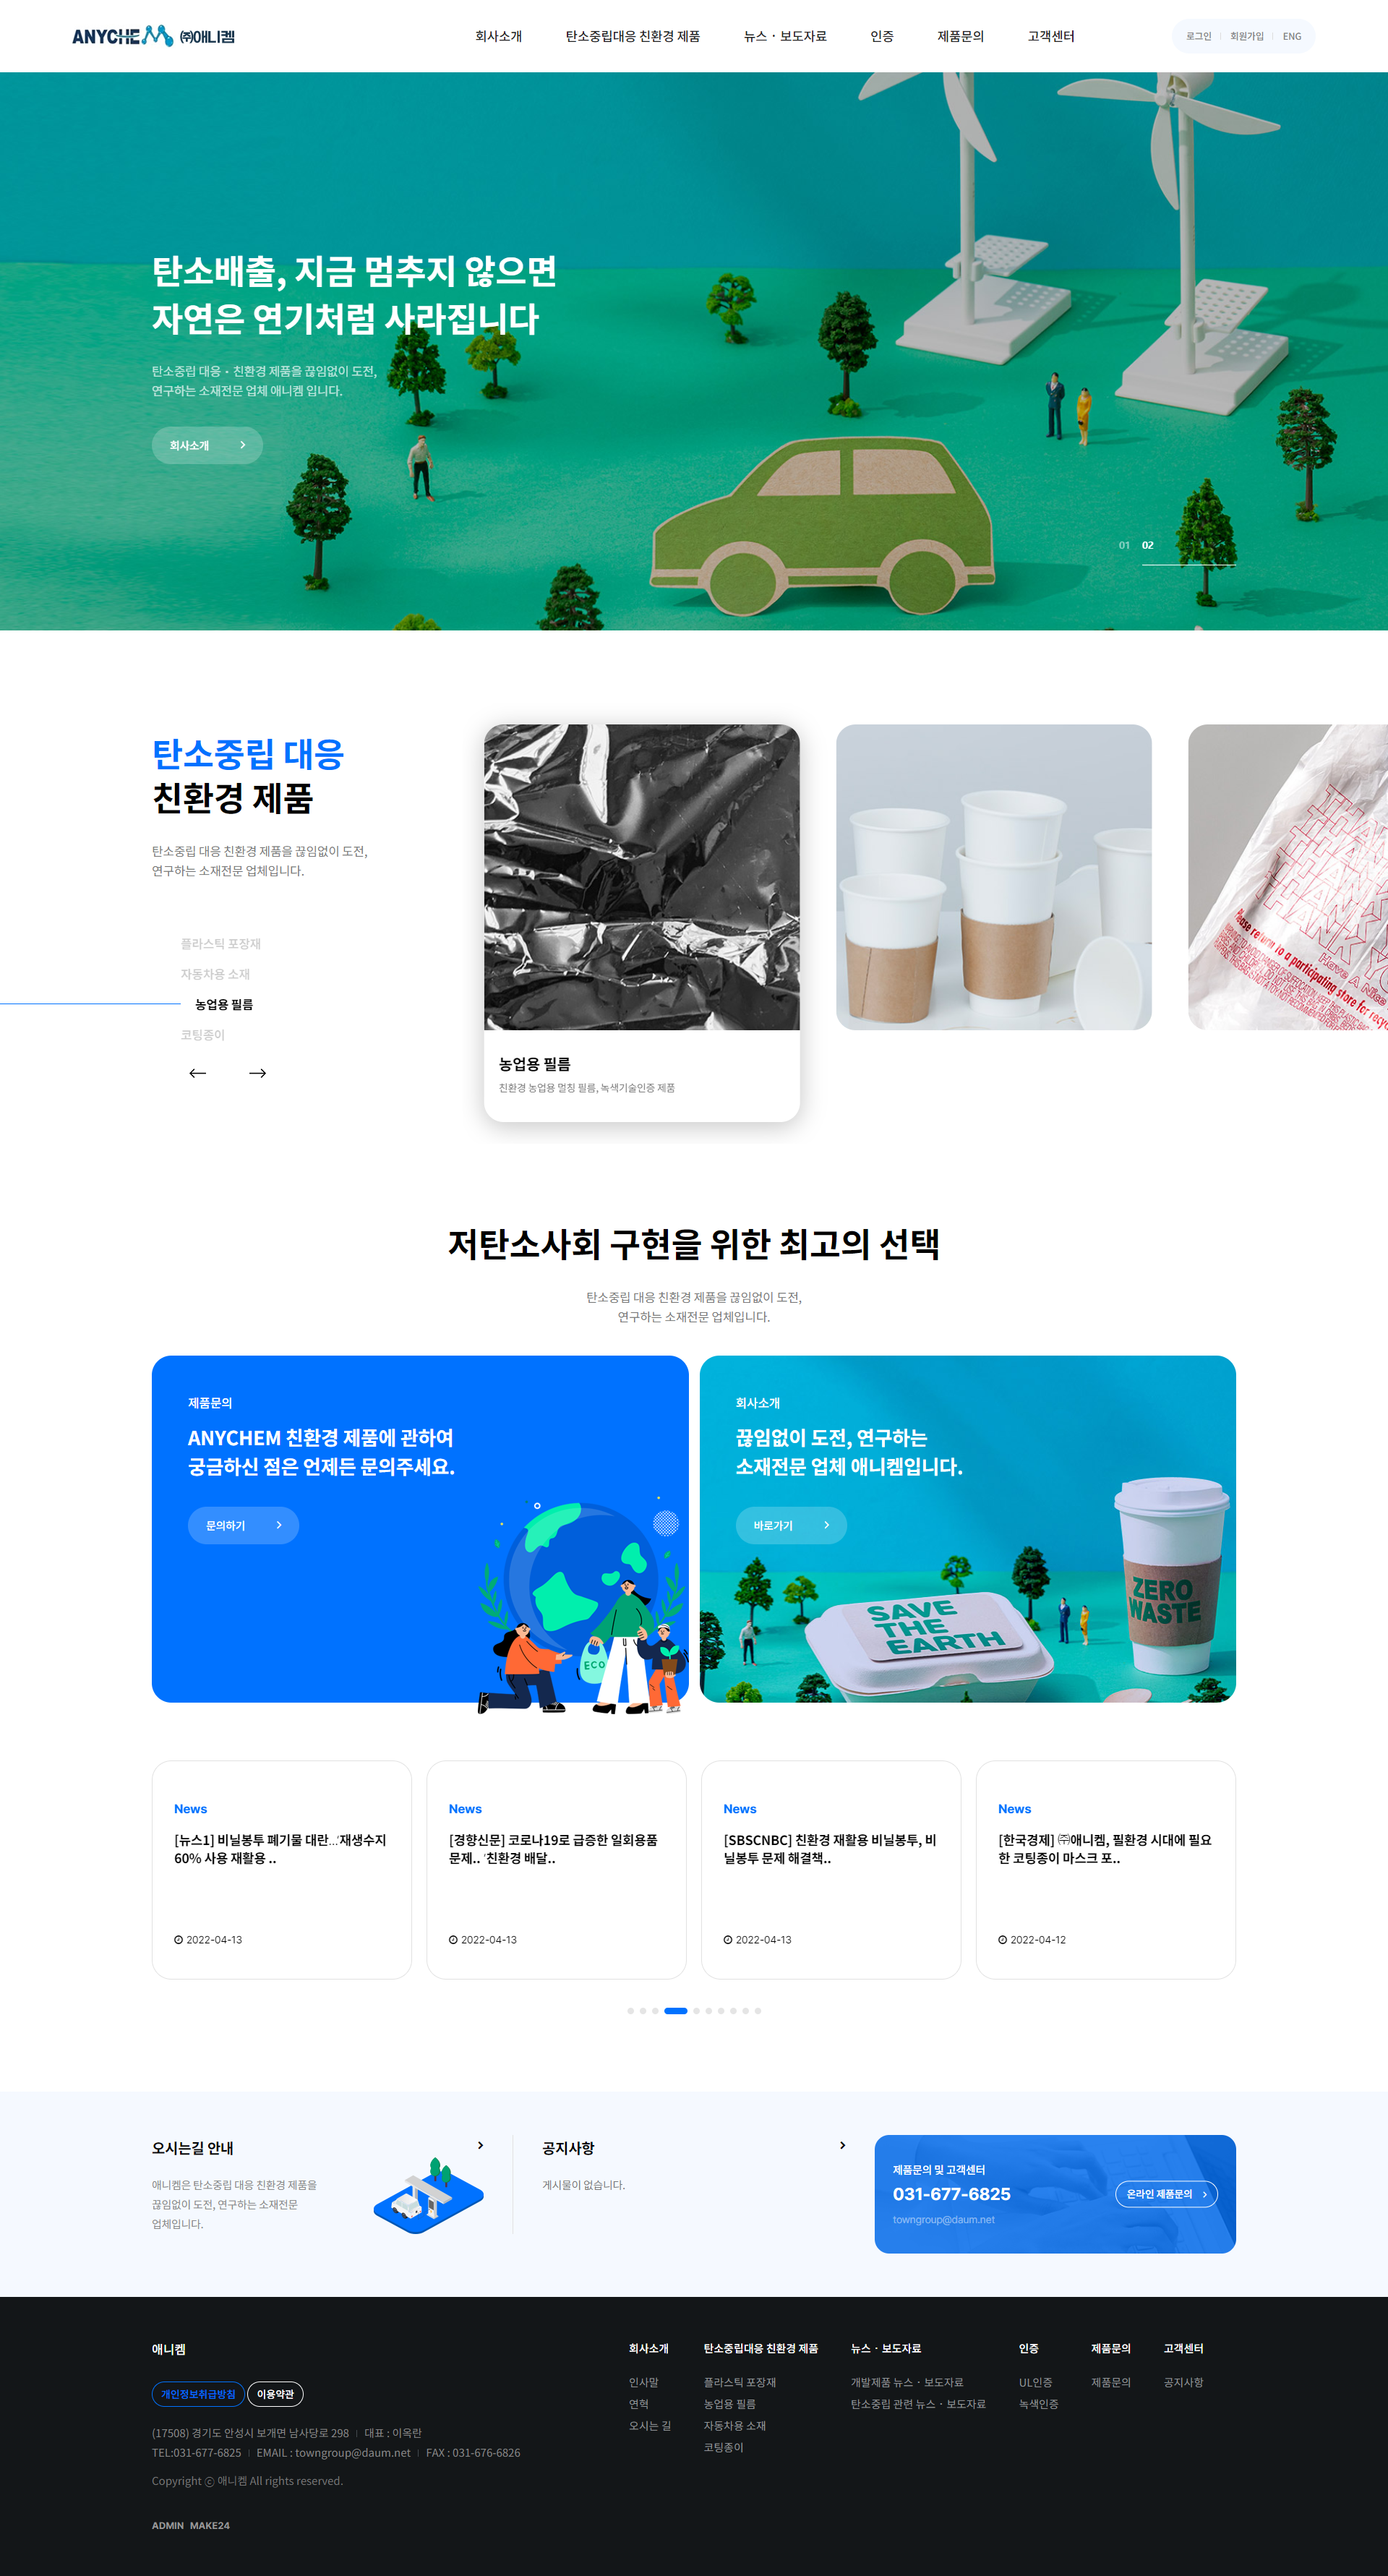 ANYCHEM ㈜애니켐
회사소개
탄소중립대응 친환경 제품
뉴스 · 보도자료
인증
제품문의
고객센터
로그인
회원가입
ENG
탄소배출, 지금 멈추지 않으면
자연은 연기처럼 사라집니다
탄소중립 대응 · 친환경 제품을 끊임없이 도전,
연구하는 소재전문 업체 애니켐 입니다.
회사소개
01 02
탄소중립 대응
친환경 제품
탄소중립 대응 친환경 제품을 끊임없이 도전,
연구하는 소재전문 업체입니다.
플라스틱 포장재
자동차용 소재
농업용 필름
코팅종이
농업용 필름
친환경 농업용 멀칭 필름, 녹색기술인증 제품
THANK YO
Have A Nice
Please return to a participating store for recyc
저탄소사회 구현을 위한 최고의 선택
탄소중립 대응 친환경 제품을 끊임없이 도전,
연구하는 소재전문 업체입니다.
제품문의
ANYCHEM 친환경 제품에 관하여
궁금하신 점은 언제든 문의주세요.
문의하기
ECO
회사소개
끊임없이 도전, 연구하는
소재전문 업체 애니켐입니다.
바로가기
SAVE
THE
EARTH
ZERO
WASTE
News
[뉴스1] 비닐봉투 폐기물 대란…'재생수지
60% 사용 재활용 ..
2022-04-13
News
[경향신문] 코로나19로 급증한 일회용품
문제.. '친환경 배달..
2022-04-13
News
[SBSCNBC] 친환경 재활용 비닐봉투, 비
닐봉투 문제 해결책..
2022-04-13
News
[한국경제] ㈜애니켐, 필환경 시대에 필요
한 코팅종이 마스크 포..
2022-04-12
오시는길 안내
애니켐은 탄소중립 대응 친환경 제품을
끊임없이 도전, 연구하는 소재전문
업체입니다.
공지사항
게시물이 없습니다.
제품문의 및 고객센터
031-677-6825
towngroup@daum.net
온라인 제품문의
애니켐
개인정보취급방침
이용약관
(17508) 경기도 안성시 보개면 남사당로 298 | 대표 : 이옥란
TEL:031-677-6825 | EMAIL : towngroup@daum.net | FAX : 031-676-6826
Copyright ⓒ 애니켐 All rights reserved.
ADMIN MAKE24
회사소개
인사말
연혁
오시는 길
탄소중립대응 친환경 제품
플라스틱 포장재
농업용 필름
자동차용 소재
코팅종이
뉴스 · 보도자료
개발제품 뉴스 · 보도자료
탄소중립 관련 뉴스 · 보도자료
인증
UL인증
녹색인증
제품문의
제품문의
고객센터
공지사항